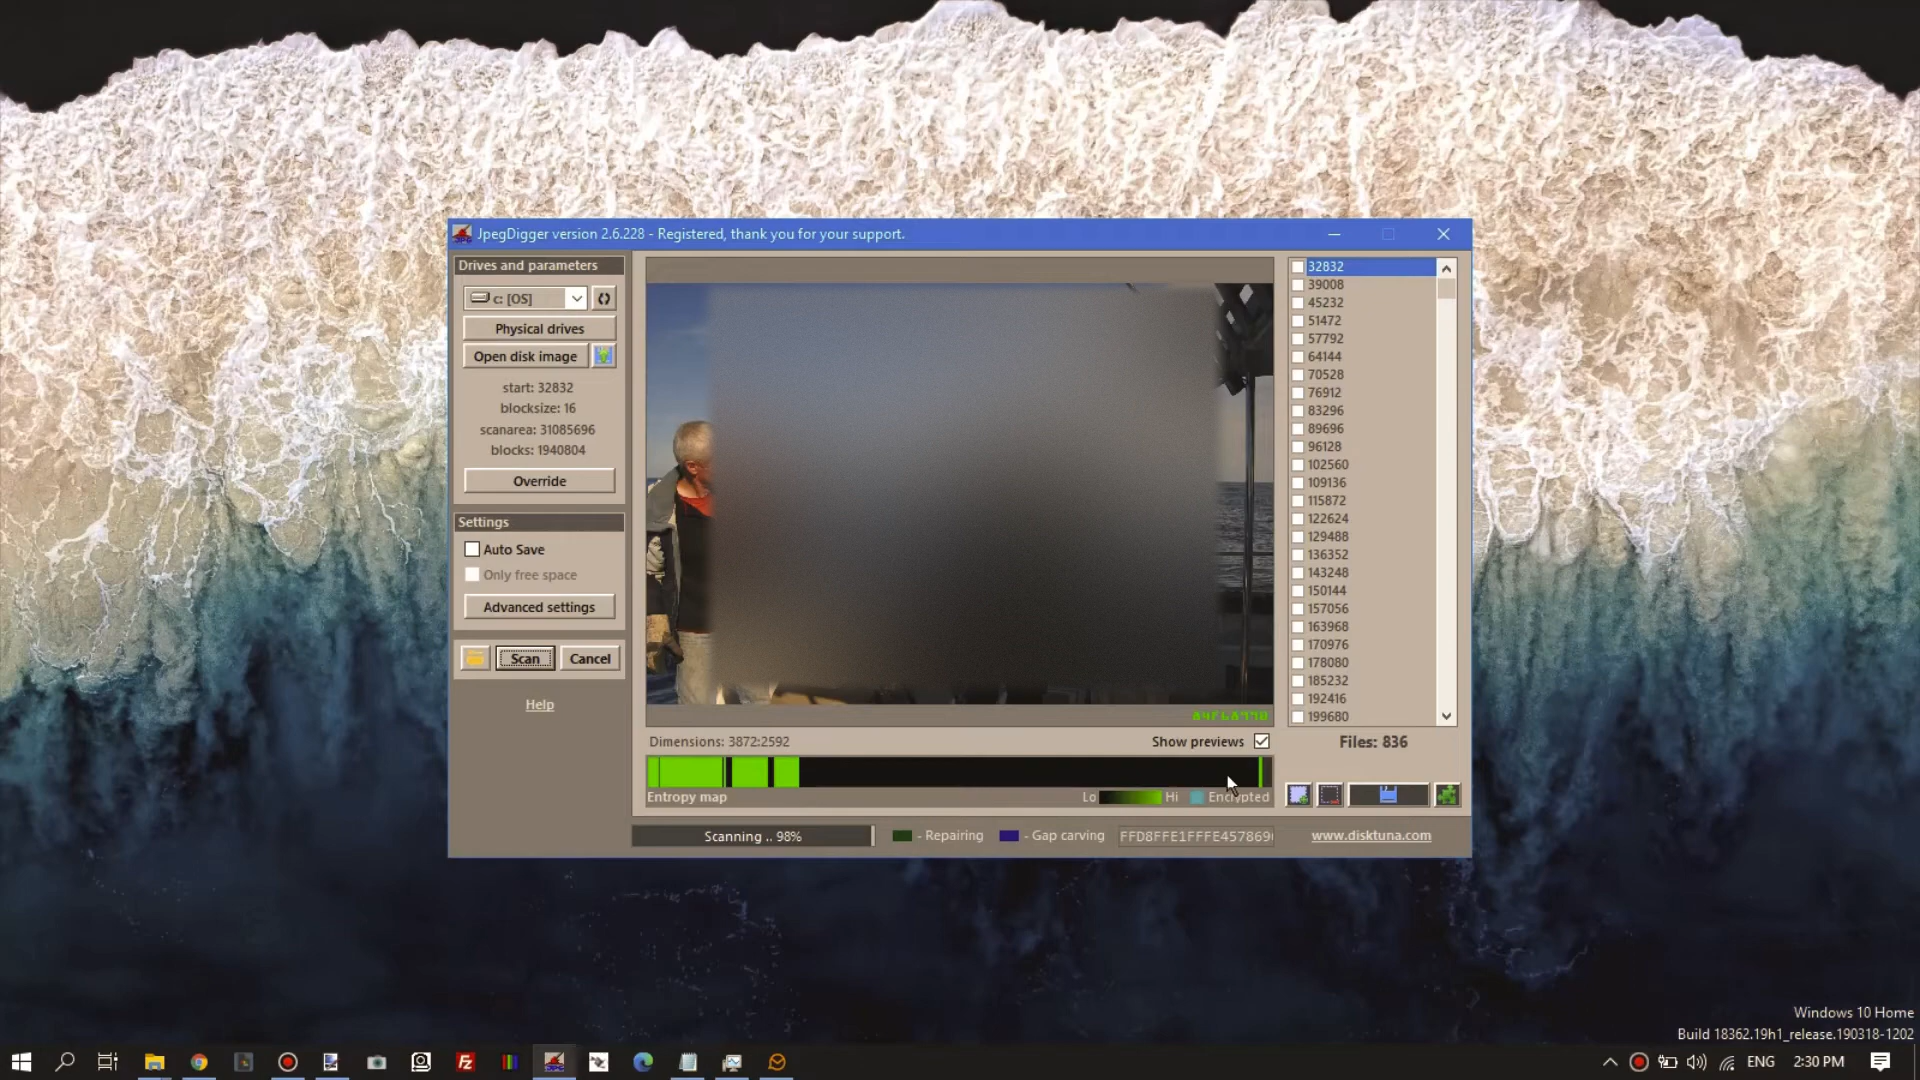 JpegDigger version 2.6.228 - Registered, thank you for your support.
Drives and parameters
c: [OS]
Physical drives
Open disk image
start: 32832
blocksize: 16
scanarea: 31085696
blocks: 1940804
Override
Settings
Auto Save
Only free space
Advanced settings
Scan
Cancel
Help
Dimensions: 3872:2592
Show previews
Entropy map
Lo
Hi
Encrypted
Scanning .. 98%
- Repairing
- Gap carving
32832
39008
45232
51472
57792
64144
70528
76912
83296
89696
96128
102560
109136
115872
122624
129488
136352
143248
150144
157056
163968
170976
178080
185232
192416
199680
Files: 836
www.disktuna.com
Windows 10 Home
Build 18362.19h1_release.190318-1202
ENG
2:30 PM